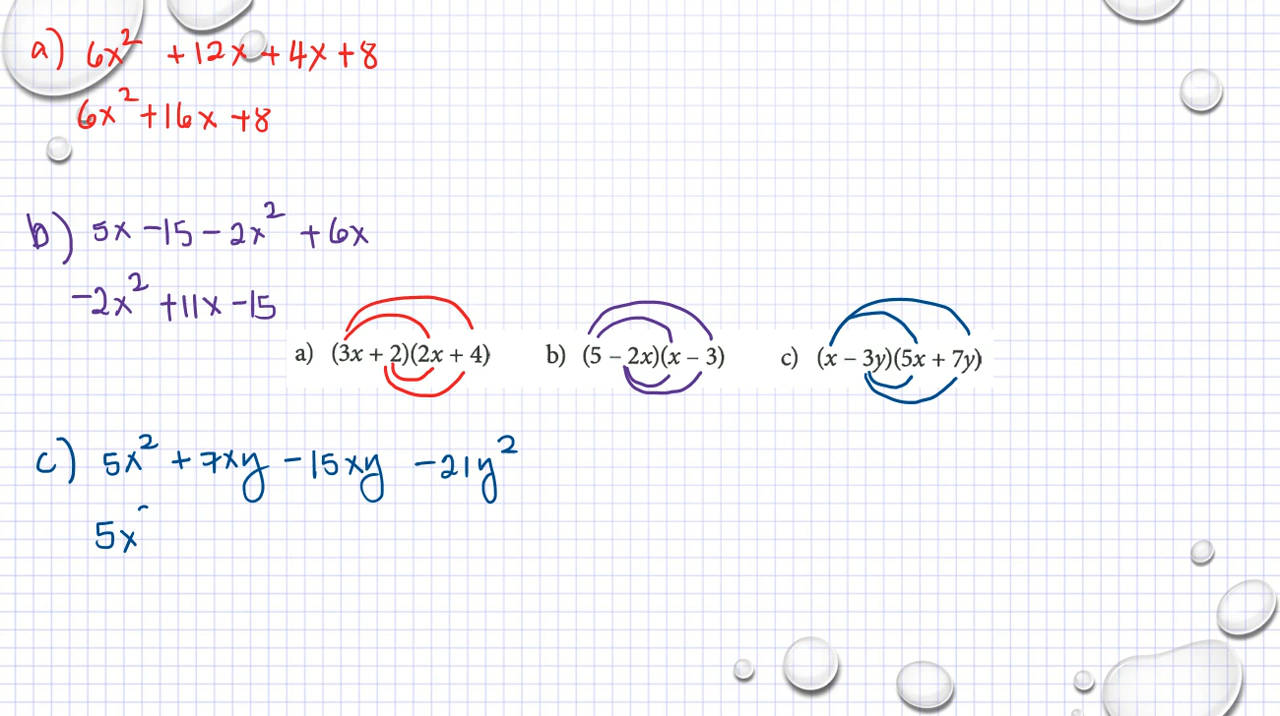 a) 6x² + 12x + 4x + 8
6x² + 16x + 8
b) 5x - 15 - 2x² + 6x
-2x² + 11x - 15
a) (3x + 2)(2x + 4) b) (5 – 2x)(x – 3) c) (x – 3y)(5x + 7y)
c) 5x² + 7xy - 15xy - 21y²
5x